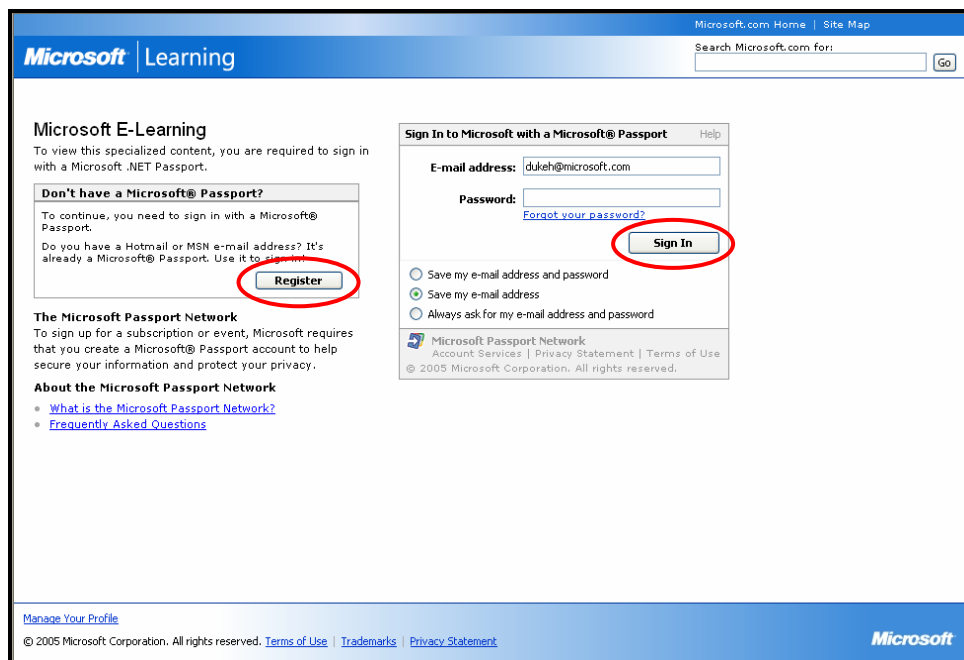 Microsoft.com Home | Site Map
Microsoft | Learning
Search Microsoft.com for:
Go
Microsoft E-Learning
To view this specialized content, you are required to sign in
with a Microsoft .NET Passport.
Don't have a Microsoft® Passport?
To continue, you need to sign in with a Microsoft®
Passport.
Do you have a Hotmail or MSN e-mail address? It's
already a Microsoft® Passport. Use it to sign in!
Register
The Microsoft Passport Network
To sign up for a subscription or event, Microsoft requires
that you create a Microsoft® Passport account to help
secure your information and protect your privacy.
About the Microsoft Passport Network
What is the Microsoft Passport Network?
Frequently Asked Questions
Sign In to Microsoft with a Microsoft® Passport Help
E-mail address: dukeh@microsoft.com
Password:
Forgot your password?
Sign In
Save my e-mail address and password
Save my e-mail address
Always ask for my e-mail address and password
Microsoft Passport Network
Account Services | Privacy Statement | Terms of Use
© 2005 Microsoft Corporation. All rights reserved.
Manage Your Profile
© 2005 Microsoft Corporation. All rights reserved. Terms of Use | Trademarks | Privacy Statement
Microsoft